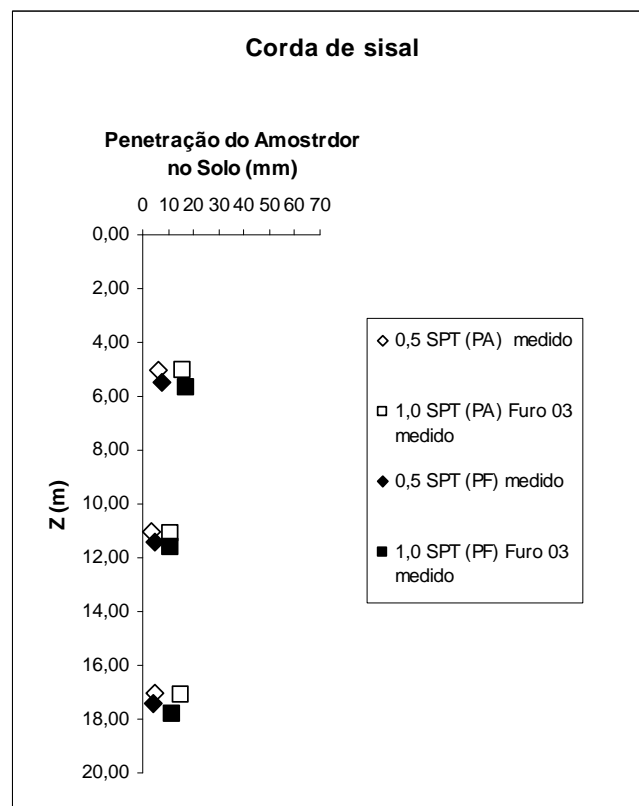 Corda de sisal
Penetração do Amostrdor
no Solo (mm)
0 10 20 30 40 50 60 70
0,00
2,00
4,00
6,00
8,00
10,00
12,00
14,00
16,00
18,00
20,00
Z (m)
0,5 SPT (PA) medido
1,0 SPT (PA) Furo 03
medido
0,5 SPT (PF) medido
1,0 SPT (PF) Furo 03
medido